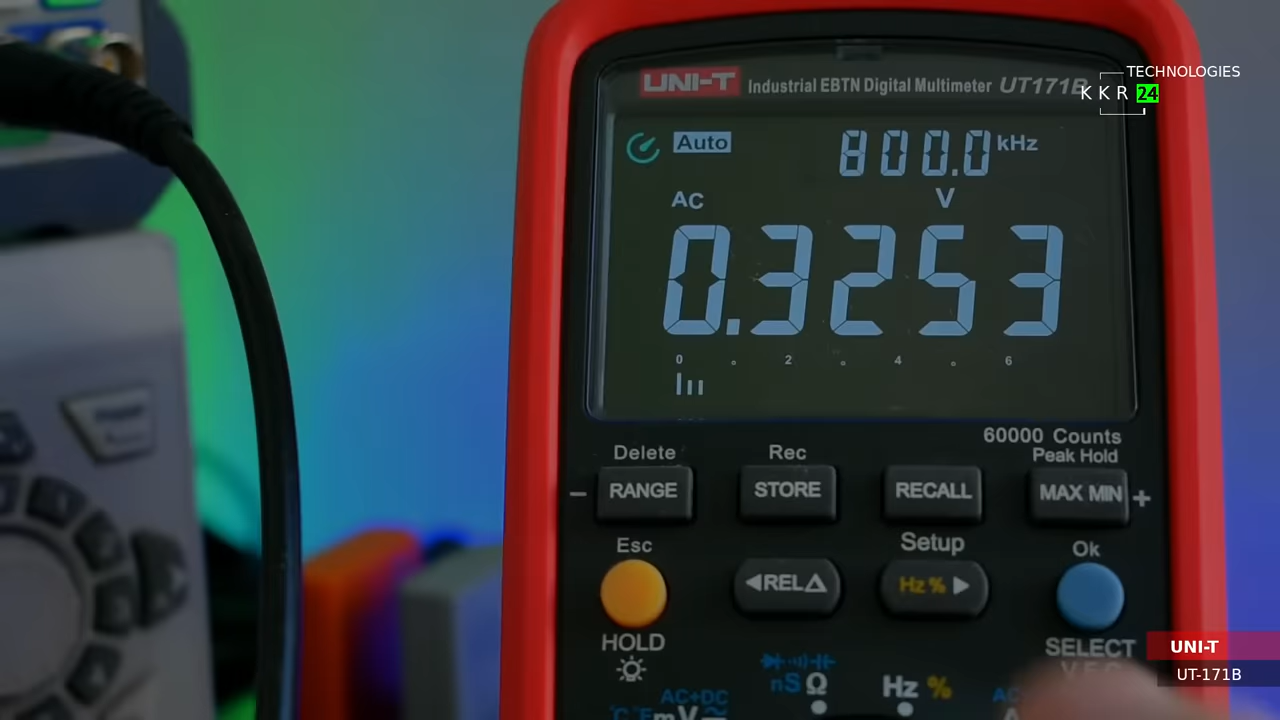 UNI-T Industrial EBTN Digital Multimeter UT171B
TECHNOLOGIES
KKR 24
Auto 800.0 kHz
AC V
0.3253
0 2 4 6
60000 Counts
Delete Rec Peak Hold
− RANGE STORE RECALL MAX MIN +
Esc Setup Ok
◀REL△ Hz % ▶
HOLD SELECT
UNI-T
UT-171B
nS Ω Hz %
AC+DC
°C°F mV